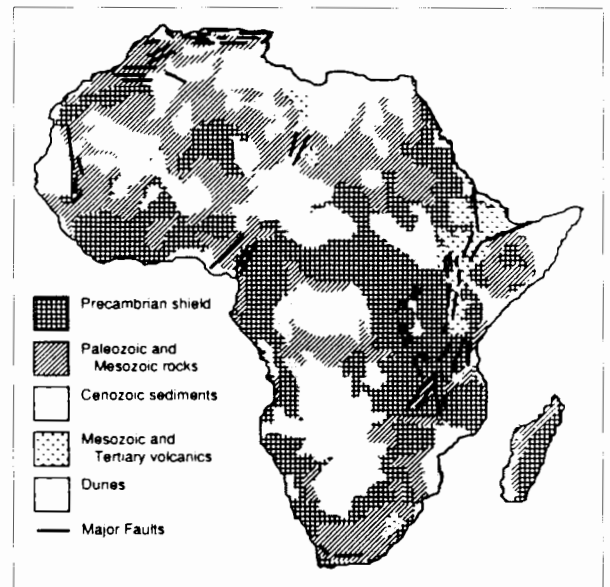 Precambrian shield
Paleozoic and
Mesozoic rocks
Cenozoic sediments
Mesozoic and
Tertiary volcanics
Dunes
Major Faults